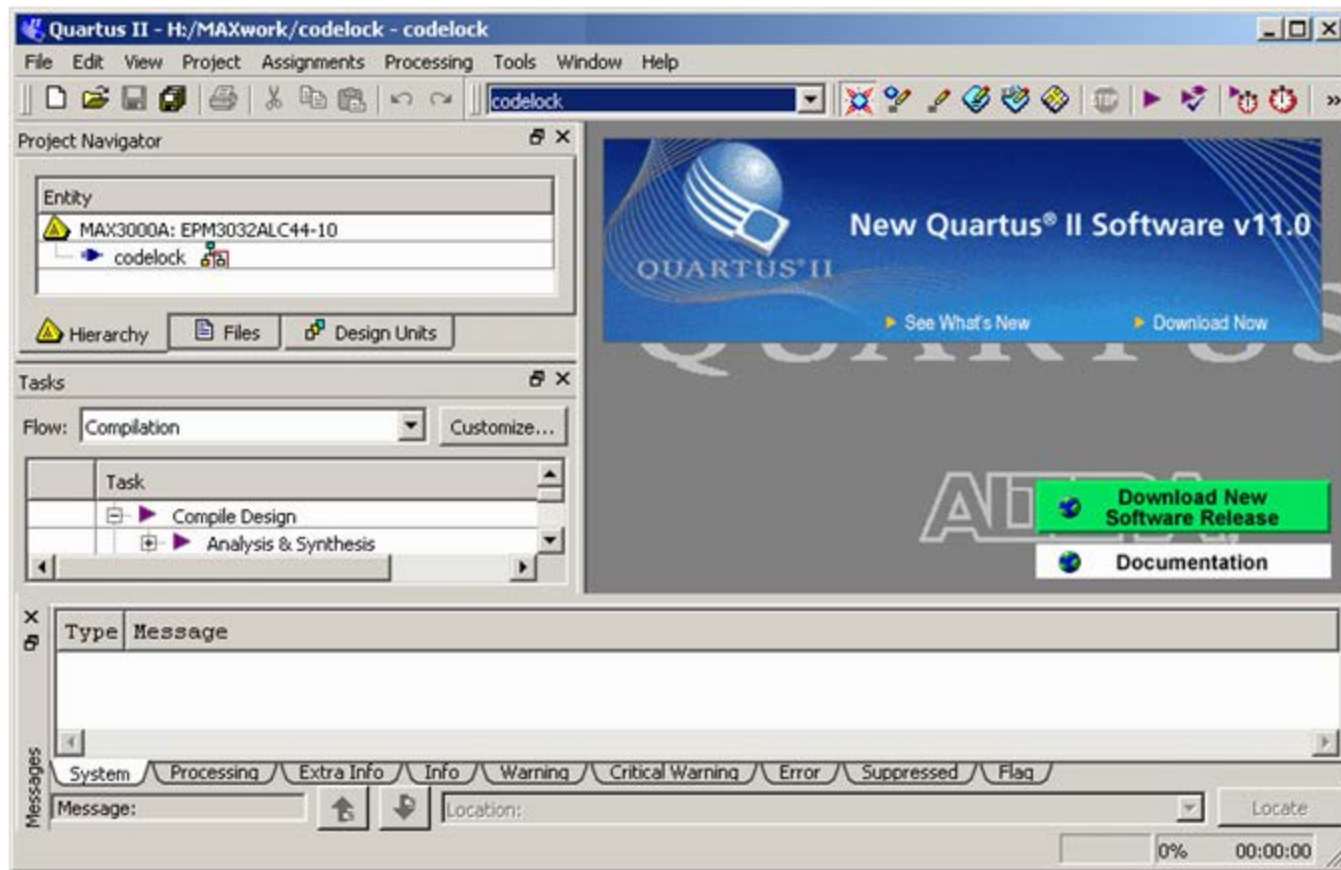 Quartus II - H:/MAXwork/codelock - codelock
File Edit View Project Assignments Processing Tools Window Help
codelock
Project Navigator
Entity
MAX3000A: EPM3032ALC44-10
codelock
Hierarchy Files Design Units
Tasks
Flow: Compilation Customize...
Task
Compile Design
Analysis & Synthesis
New Quartus® II Software v11.0
QUARTUS® II
See What's New Download Now
QUARTUS
ALTERA
Download New
Software Release
Documentation
Type Message
Messages
System Processing Extra Info Info Warning Critical Warning Error Suppressed Flag
Message: Location: Locate
0% 00:00:00